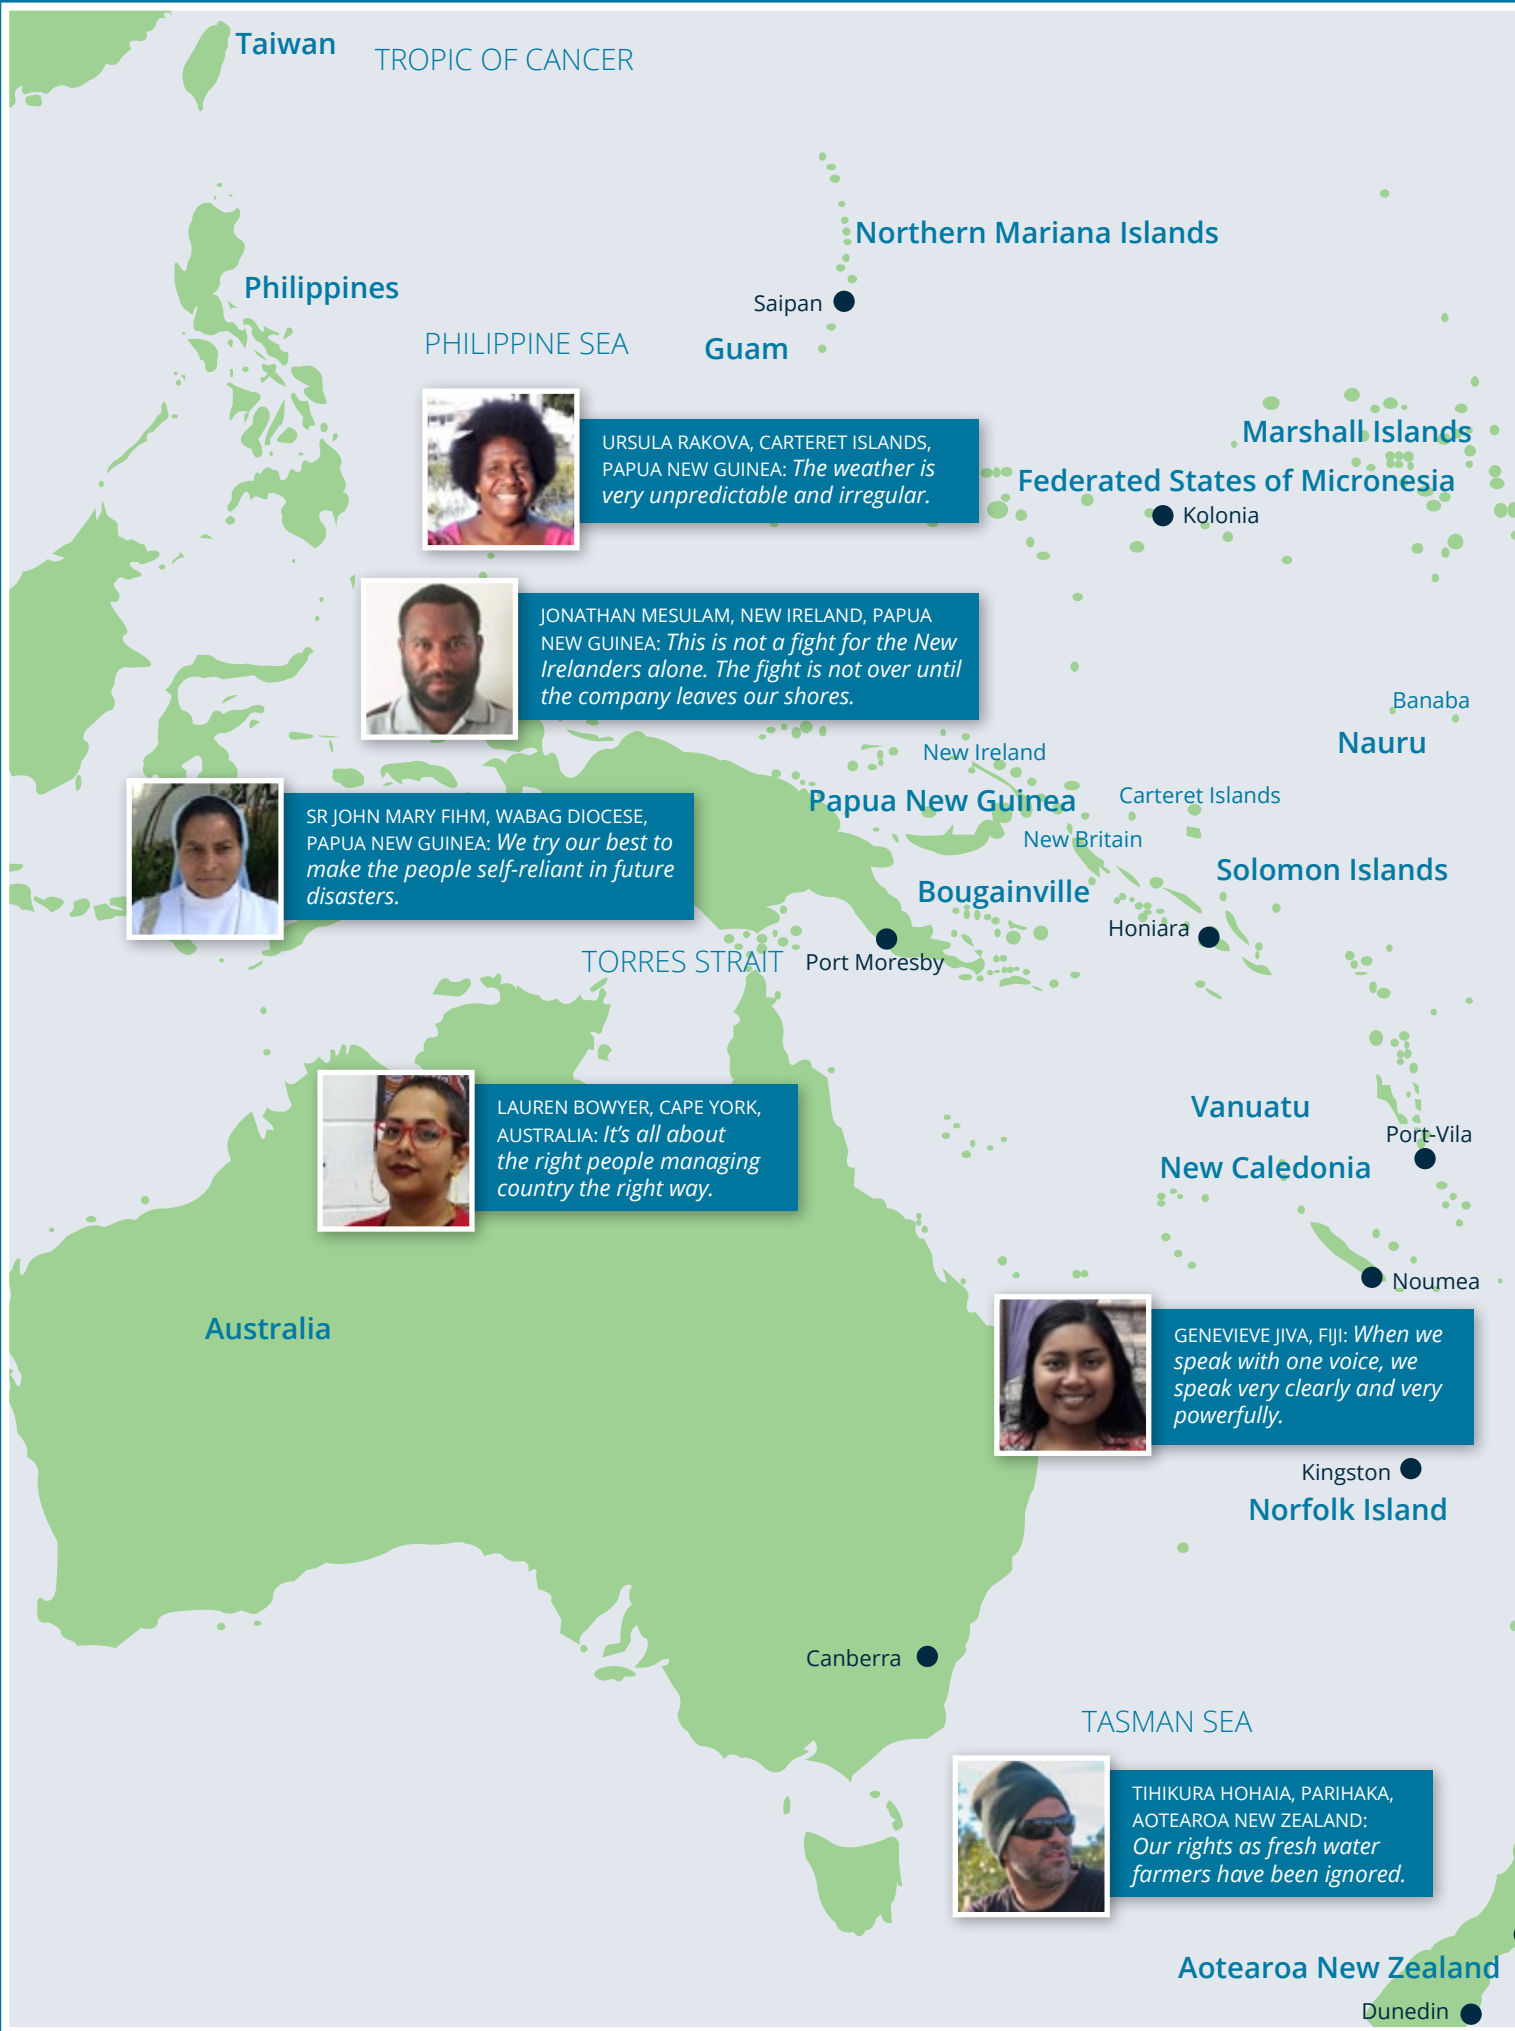 Taiwan
TROPIC OF CANCER
Northern Mariana Islands
Philippines
Saipan
PHILIPPINE SEA
Guam
URSULA RAKOVA, CARTERET ISLANDS,
PAPUA NEW GUINEA: The weather is
very unpredictable and irregular.
Marshall Islands
Federated States of Micronesia
Kolonia
JONATHAN MESULAM, NEW IRELAND, PAPUA
NEW GUINEA: This is not a fight for the New
Irelanders alone. The fight is not over until
the company leaves our shores.
Banaba
Nauru
New Ireland
Papua New Guinea
Carteret Islands
New Britain
SR JOHN MARY FIHM, WABAG DIOCESE,
PAPUA NEW GUINEA: We try our best to
make the people self-reliant in future
disasters.
Solomon Islands
Bougainville
Honiara
TORRES STRAIT
Port Moresby
LAUREN BOWYER, CAPE YORK,
AUSTRALIA: It’s all about
the right people managing
country the right way.
Vanuatu
Port-Vila
New Caledonia
Noumea
Australia
GENEVIEVE JIVA, FIJI: When we
speak with one voice, we
speak very clearly and very
powerfully.
Kingston
Norfolk Island
Canberra
TASMAN SEA
TIHIKURA HOHAIA, PARIHAKA,
AOTEAROA NEW ZEALAND:
Our rights as fresh water
farmers have been ignored.
Aotearoa New Zealand
Dunedin